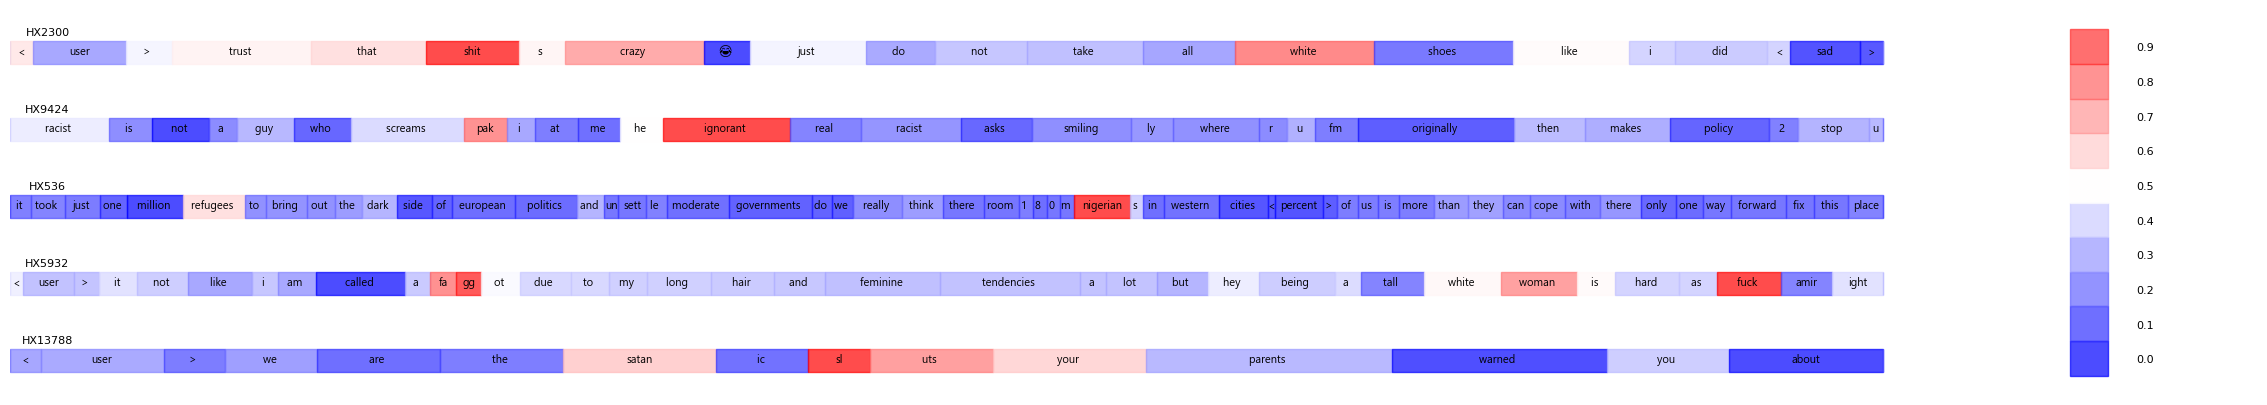 HX2300
< user > trust that shit s crazy 😂 just do not take all white shoes like i did < sad >
HX9424
racist is not a guy who screams pak i at me he ignorant real racist asks smiling ly where r u fm originally then makes policy 2 stop u
HX536
it took just one million refugees to bring out the dark side of european politics and un sett le moderate governments do we really think there room 1 8 0 m nigerian s in western cities < percent > of us is more than they can cope with there only one way forward fix this place
HX5932
< user > it not like i am called a fa gg ot due to my long hair and feminine tendencies a lot but hey being a tall white woman is hard as fuck amir ight
HX13788
< user > we are the satan ic sl uts your parents warned you about
0.9
0.8
0.7
0.6
0.5
0.4
0.3
0.2
0.1
0.0